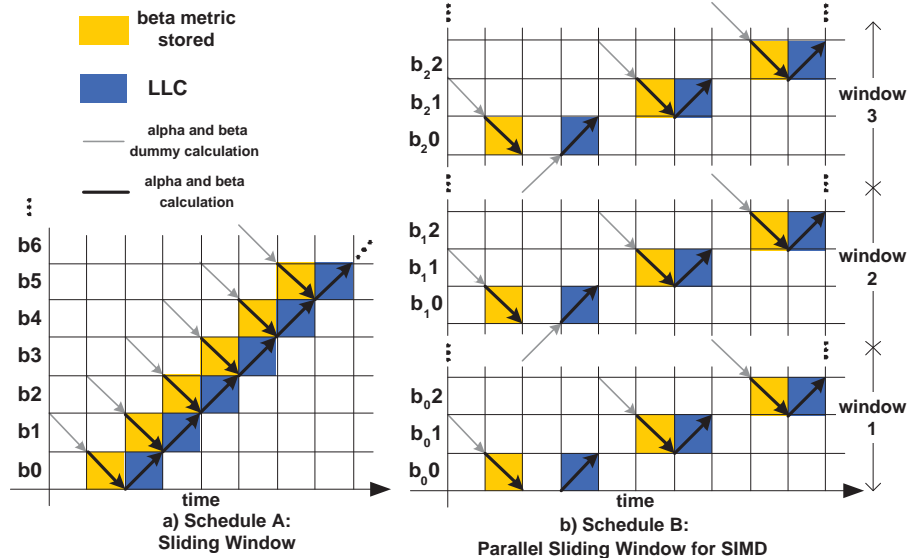 beta metric
stored
LLC
alpha and beta
dummy calculation
alpha and beta
calculation
b6
b5
b4
b3
b2
b1
b0
time
a) Schedule A:
Sliding Window
b₂2
b₂1
b₂0
window
3
b₁2
b₁1
b₁0
window
2
b₀2
b₀1
b₀0
window
1
time
b) Schedule B:
Parallel Sliding Window for SIMD